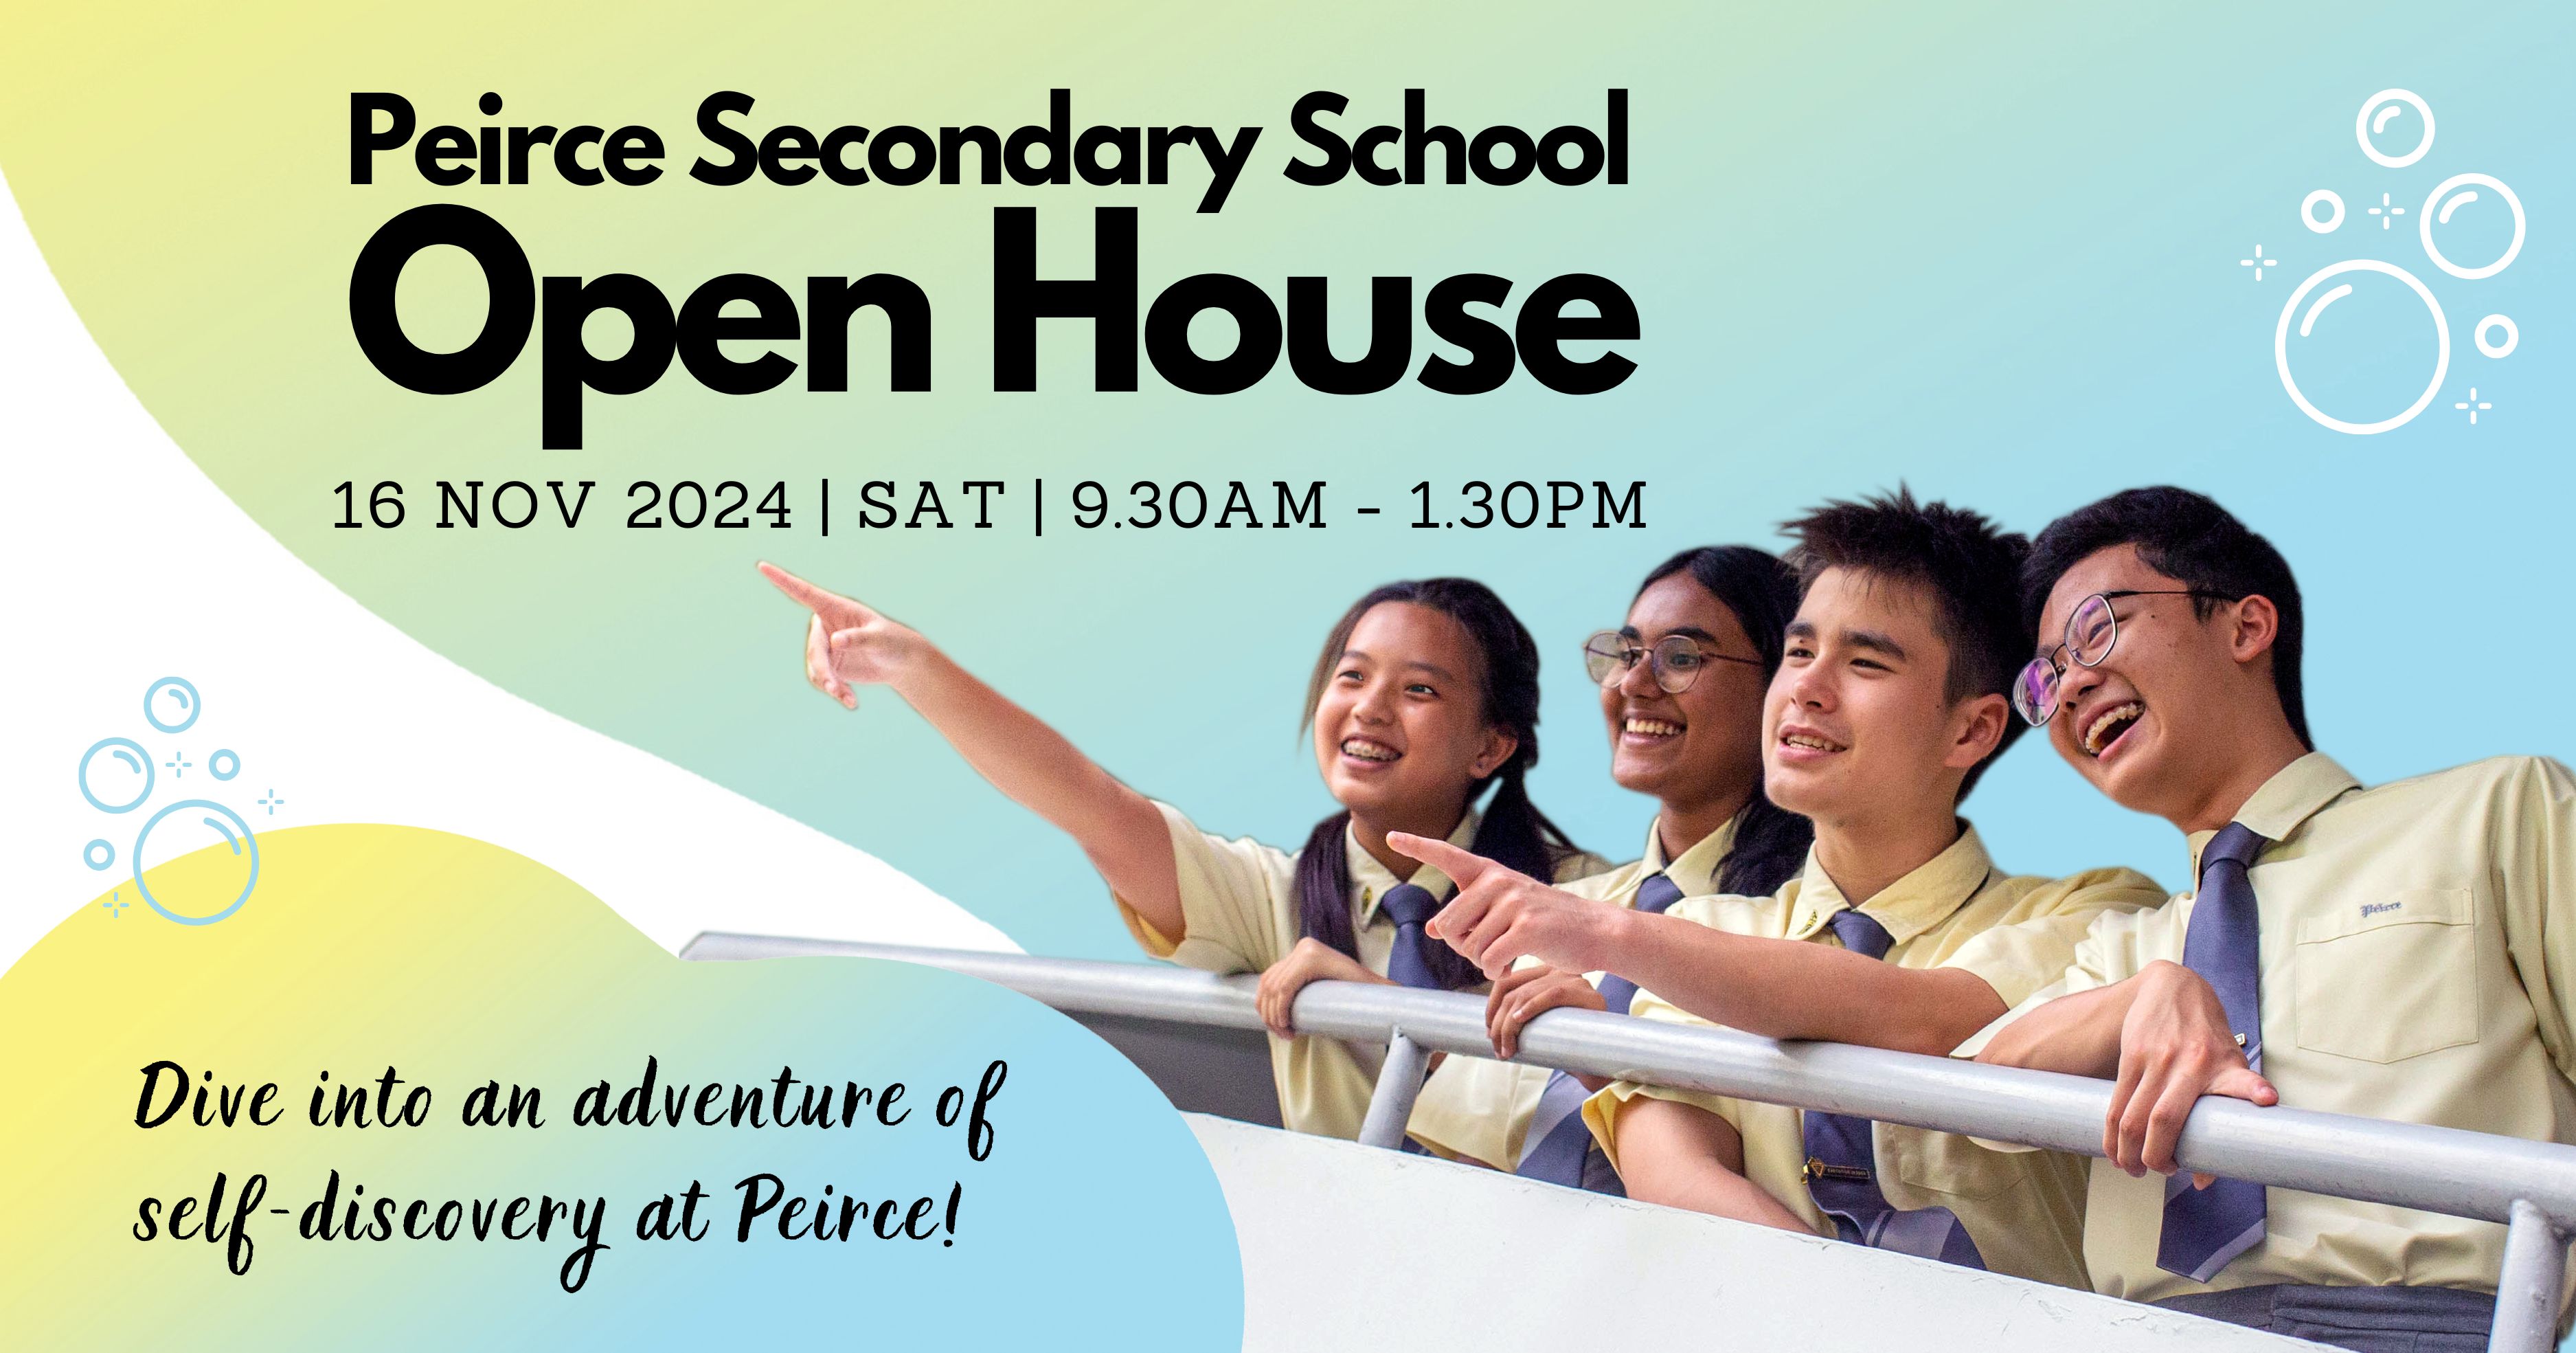 Peirce Secondary School
Open House
16 NOV 2024 | SAT | 9.30AM - 1.30PM
Peirce
Dive into an adventure of
self-discovery at Peirce!